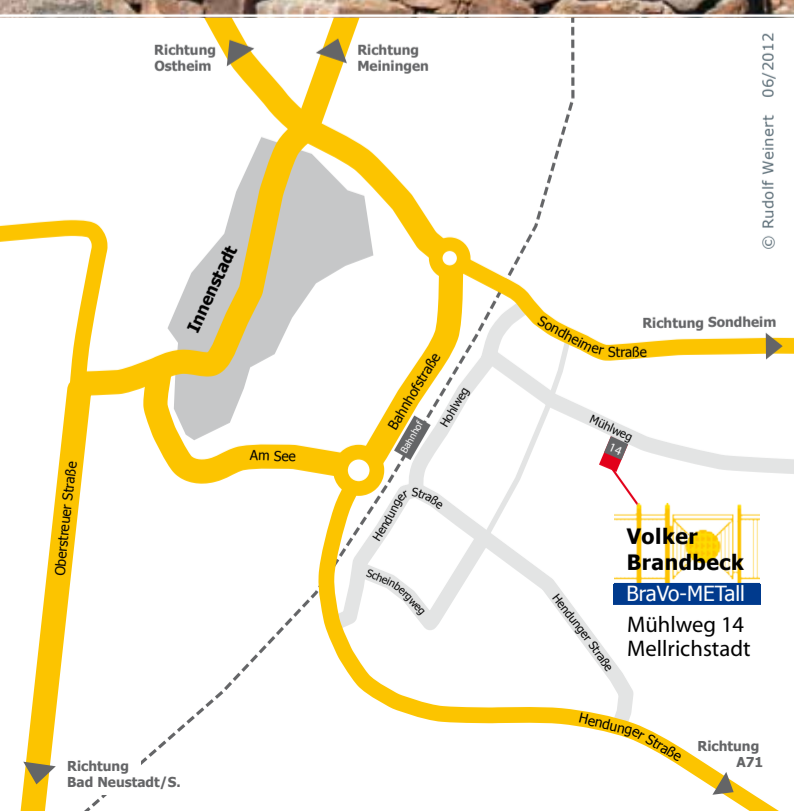 Richtung
Ostheim
Richtung
Meiningen
© Rudolf Weinert 06/2012
Innenstadt
Richtung Sondheim
Sondheimer Straße
Bahnhofstraße
Bahnhof
Hohlweg
Mühlweg
14
Am See
Oberstreuer Straße
Hendunger Straße
Scheinbergweg
Hendunger Straße
Volker
Brandbeck
BraVo-METall
Mühlweg 14
Mellrichstadt
Hendunger Straße
Richtung
A71
Richtung
Bad Neustadt/S.